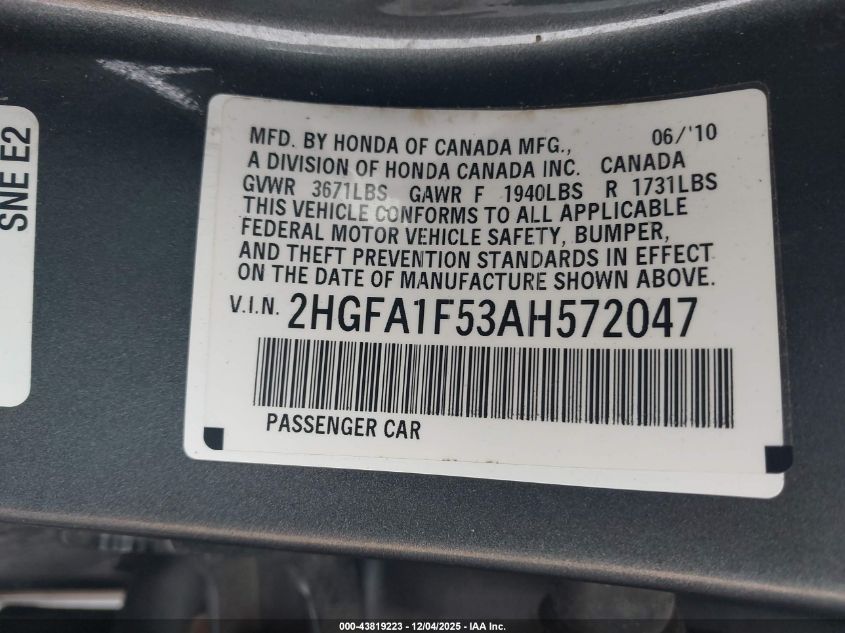 SNE E2
MFD. BY HONDA OF CANADA MFG., 06/'10
A DIVISION OF HONDA CANADA INC. CANADA
GVWR 3671LBS GAWR F 1940LBS R 1731LBS
THIS VEHICLE CONFORMS TO ALL APPLICABLE
FEDERAL MOTOR VEHICLE SAFETY, BUMPER,
AND THEFT PREVENTION STANDARDS IN EFFECT
ON THE DATE OF MANUFACTURE SHOWN ABOVE.
V.I.N. 2HGFA1F53AH572047
PASSENGER CAR
000-43819223 - 12/04/2025 - IAA Inc.